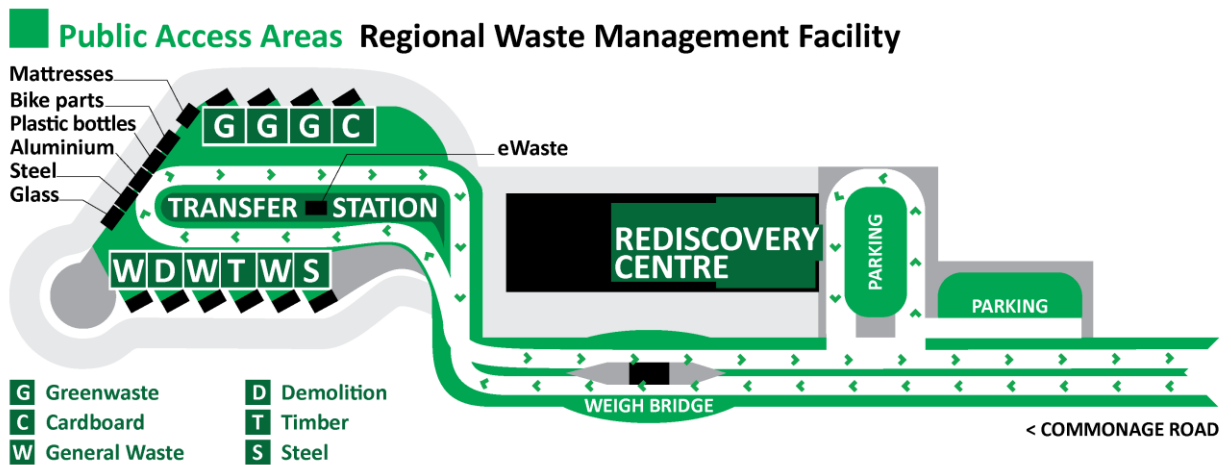 Public Access Areas Regional Waste Management Facility
Mattresses
Bike parts
Plastic bottles
Aluminium
Steel
Glass
G G G C
eWaste
TRANSFER STATION
W D W T W S
REDISCOVERY
CENTRE
PARKING
PARKING
WEIGH BRIDGE
< COMMONAGE ROAD
G Greenwaste
C Cardboard
W General Waste
D Demolition
T Timber
S Steel